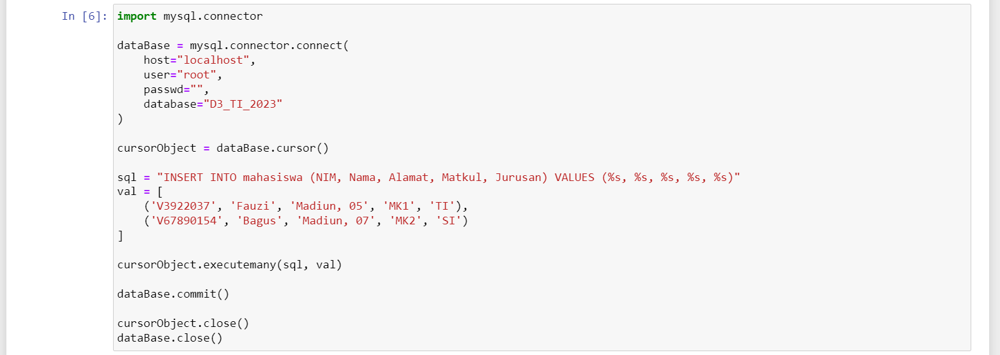 In [6]: import mysql.connector
dataBase = mysql.connector.connect(
    host="localhost",
    user="root",
    passwd="",
    database="D3_TI_2023"
)
cursorObject = dataBase.cursor()
sql = "INSERT INTO mahasiswa (NIM, Nama, Alamat, Matkul, Jurusan) VALUES (%s, %s, %s, %s, %s)"
val = [
    ('V3922037', 'Fauzi', 'Madiun, 05', 'MK1', 'TI'),
    ('V67890154', 'Bagus', 'Madiun, 07', 'MK2', 'SI')
]
cursorObject.executemany(sql, val)
dataBase.commit()
cursorObject.close()
dataBase.close()